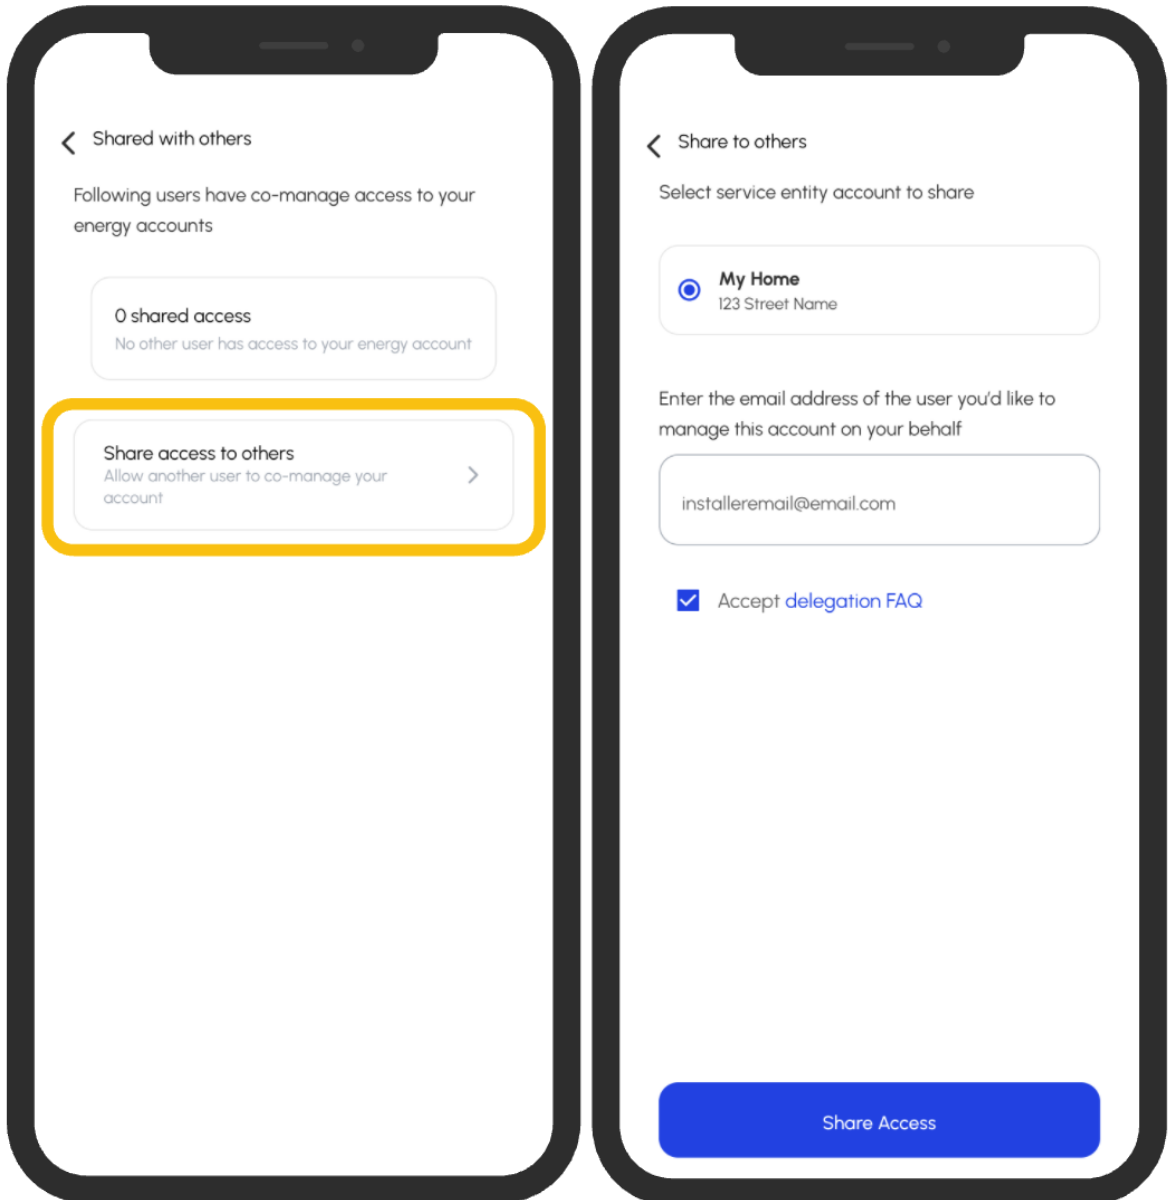 Shared with others
Following users have co-manage access to your
energy accounts
0 shared access
No other user has access to your energy account
Share access to others
Allow another user to co-manage your
account
Share to others
Select service entity account to share
My Home
123 Street Name
Enter the email address of the user you'd like to
manage this account on your behalf
installeremail@email.com
Accept delegation FAQ
Share Access